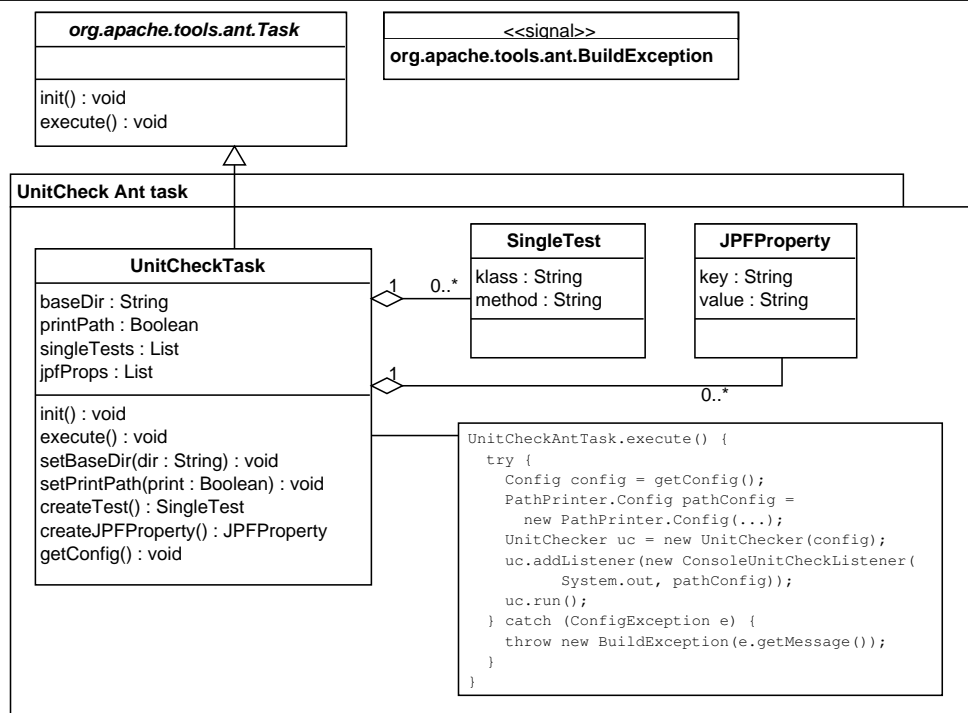 org.apache.tools.ant.Task
init() : void
execute() : void
<<signal>>
org.apache.tools.ant.BuildException
UnitCheck Ant task
UnitCheckTask
baseDir : String
printPath : Boolean
singleTests : List
jpfProps : List
init() : void
execute() : void
setBaseDir(dir : String) : void
setPrintPath(print : Boolean) : void
createTest() : SingleTest
createJPFProperty() : JPFProperty
getConfig() : void
1
0..*
SingleTest
klass : String
method : String
JPFProperty
key : String
value : String
1
0..*
UnitCheckAntTask.execute() {
try {
Config config = getConfig();
PathPrinter.Config pathConfig =
new PathPrinter.Config(...);
UnitChecker uc = new UnitChecker(config);
uc.addListener(new ConsoleUnitCheckListener(
System.out, pathConfig));
uc.run();
} catch (ConfigException e) {
throw new BuildException(e.getMessage());
}
}